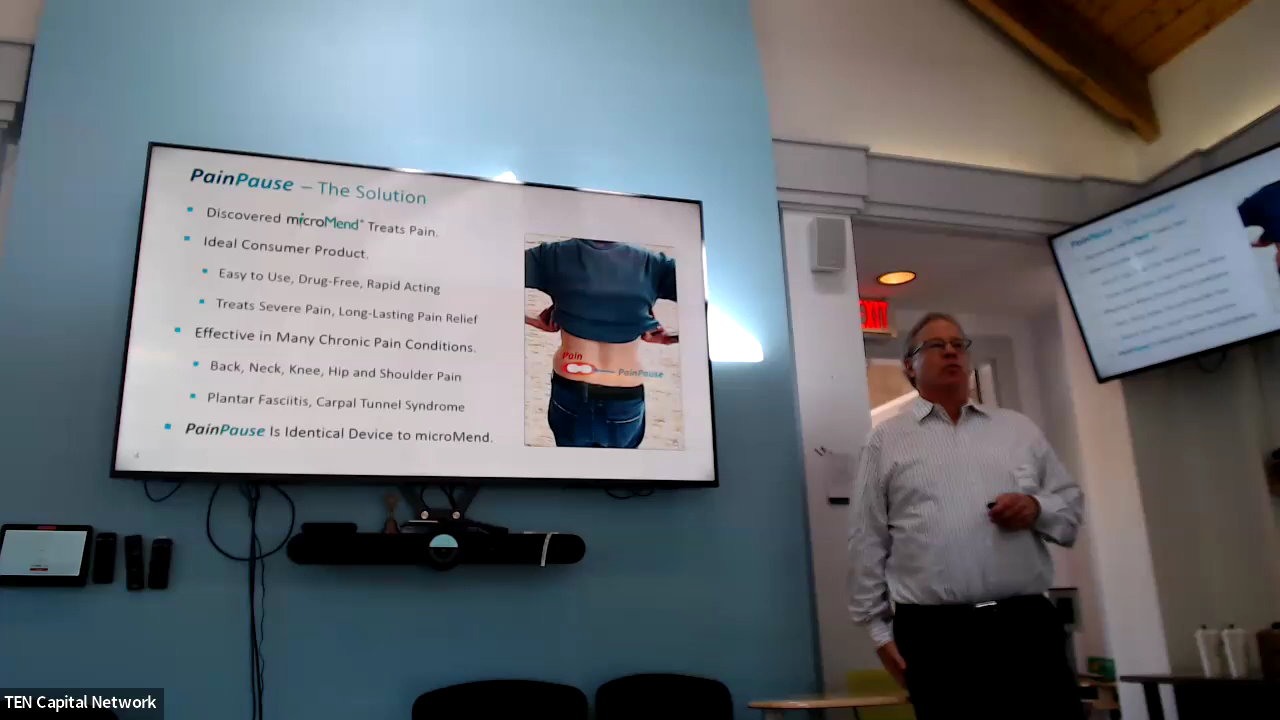 PainPause – The Solution
Discovered microMend® Treats Pain.
Ideal Consumer Product.
Easy to Use, Drug-Free, Rapid Acting
Treats Severe Pain, Long-Lasting Pain Relief
Effective in Many Chronic Pain Conditions.
Back, Neck, Knee, Hip and Shoulder Pain
Plantar Fasciitis, Carpal Tunnel Syndrome
PainPause Is Identical Device to microMend.
4
Pain
PainPause
EXIT
TEN Capital Network